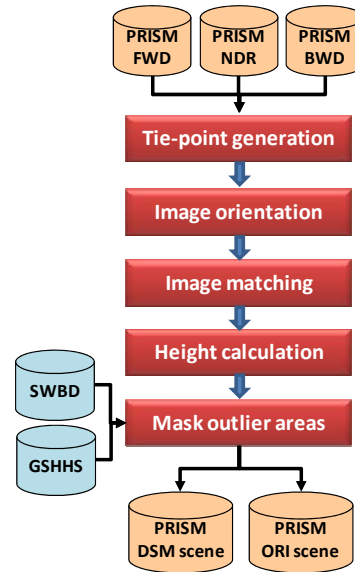 PRISM
FWD
PRISM
NDR
PRISM
BWD
Tie-point generation
Image orientation
Image matching
Height calculation
SWBD
GSHHS
Mask outlier areas
PRISM
DSM scene
PRISM
ORI scene